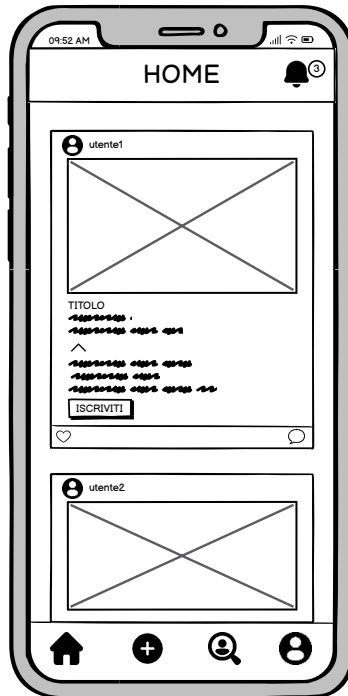 09:52 AM
HOME
3
utente1
TITOLO
ISCRIVITI
utente2